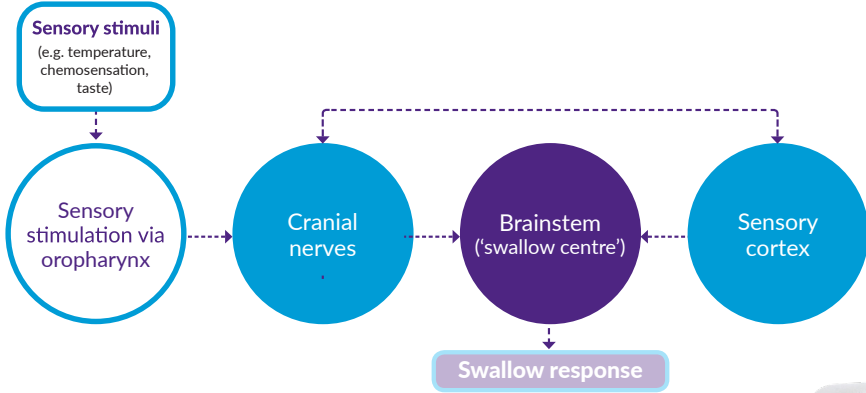 Sensory stimuli
(e.g. temperature,
chemosensation,
taste)
Sensory
stimulation via
oropharynx
Cranial
nerves
Brainstem
(‘swallow centre’)
Sensory
cortex
Swallow response